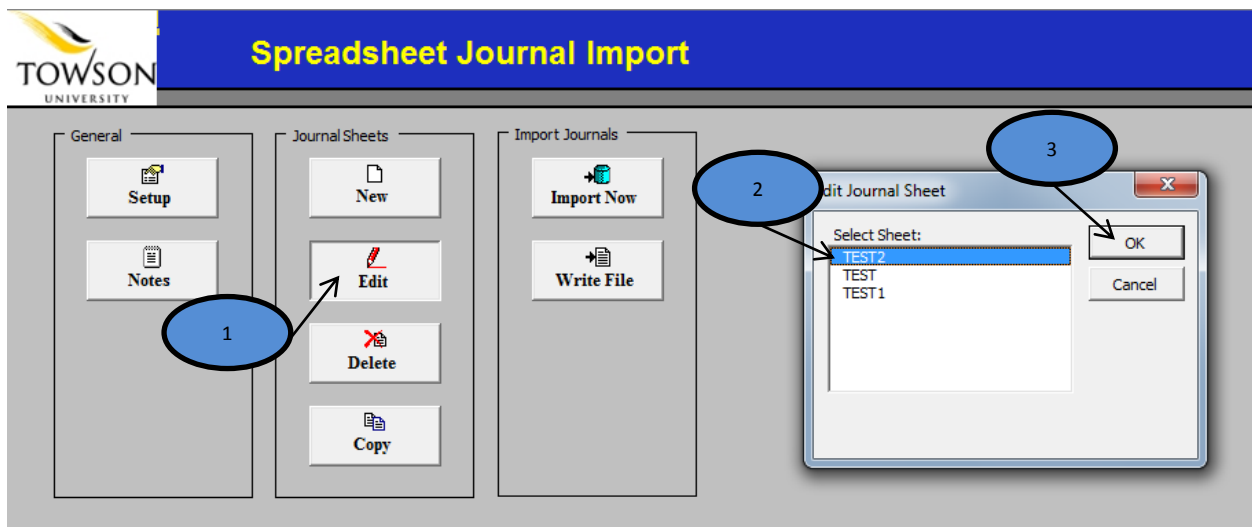 TOWSON
UNIVERSITY
Spreadsheet Journal Import
General
Setup
Notes
Journal Sheets
New
Edit
Delete
Copy
Import Journals
Import Now
Write File
1
2
3
dit Journal Sheet
X
Select Sheet:
TEST2
TEST
TEST1
OK
Cancel